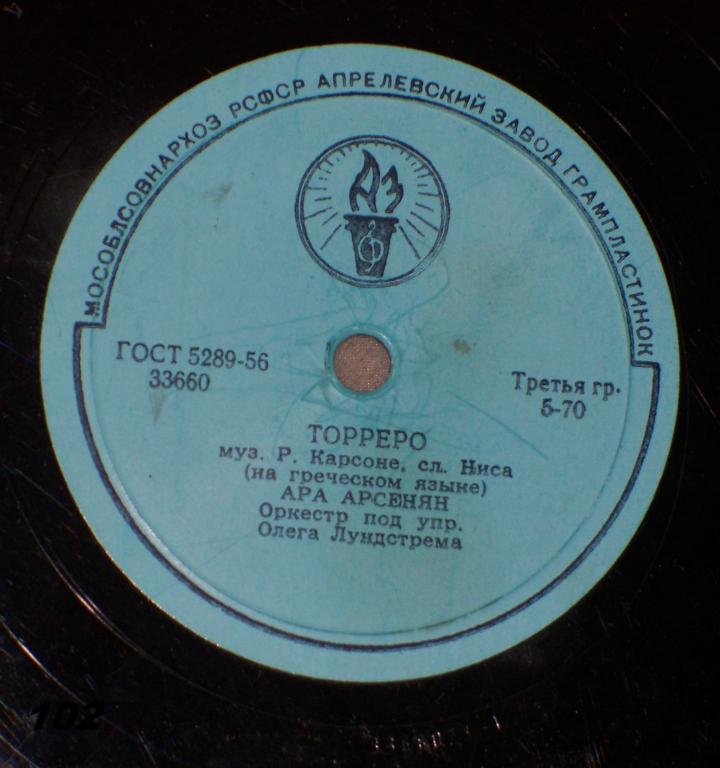 МОСОБЛСОВНАРХОЗ РСФСР АПРЕЛЕВСКИЙ ЗАВОД ГРАМПЛАСТИНОК
АЗ
ГОСТ 5289-56
33660
Третья гр.
5-70
ТОРРЕРО
муз. Р. Карсоне, сл. Ниса
(на греческом языке)
АРА АРСЕНЯН
Оркестр под упр.
Олега Лундстрема
102